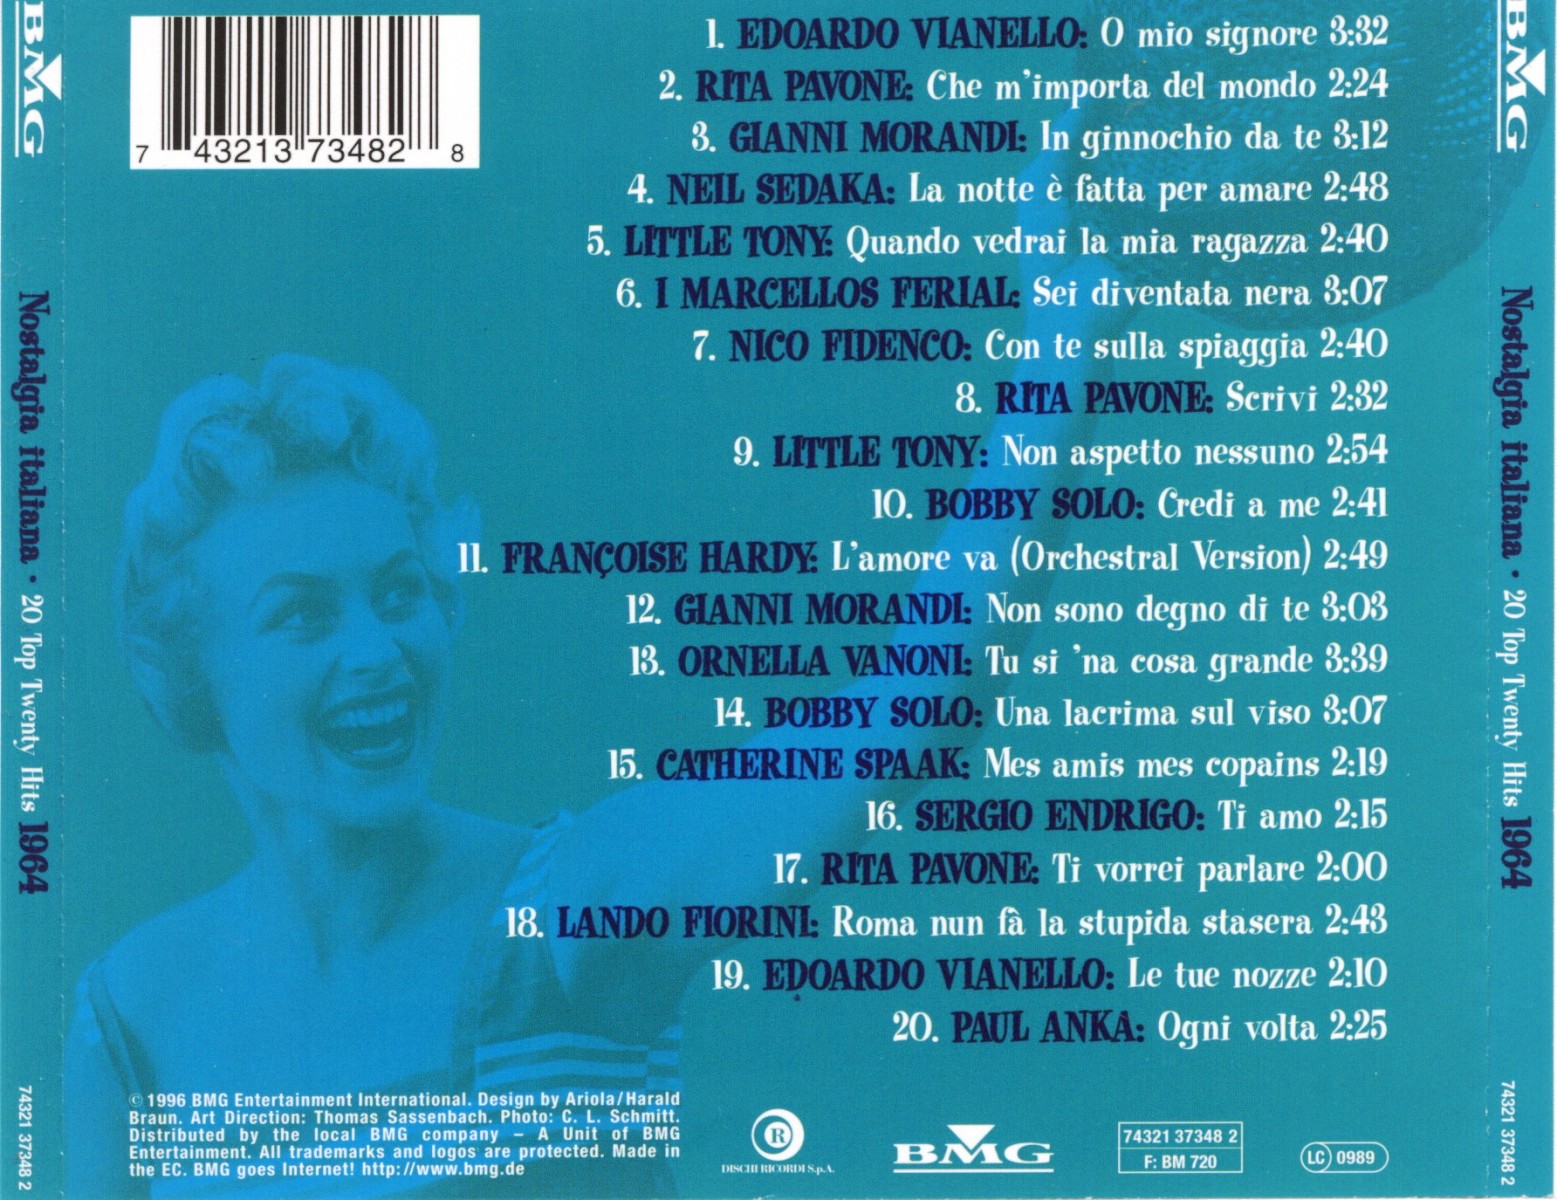 BMG
Nostalgia italiana • 20 Top Twenty Hits 1964
74321 37348 2
7 43213 73482 8
1. EDOARDO VIANELLO: O mio signore 3:32
2. RITA PAVONE: Che m'importa del mondo 2:24
3. GIANNI MORANDI: In ginnochio da te 3:12
4. NEIL SEDAKA: La notte è fatta per amare 2:48
5. LITTLE TONY: Quando vedrai la mia ragazza 2:40
6. I MARCELLOS FERIAL: Sei diventata nera 3:07
7. NICO FIDENCO: Con te sulla spiaggia 2:40
8. RITA PAVONE: Scrivi 2:32
9. LITTLE TONY: Non aspetto nessuno 2:54
10. BOBBY SOLO: Credi a me 2:41
11. FRANÇOISE HARDY: L'amore va (Orchestral Version) 2:49
12. GIANNI MORANDI: Non sono degno di te 3:03
13. ORNELLA VANONI: Tu si 'na cosa grande 3:39
14. BOBBY SOLO: Una lacrima sul viso 3:07
15. CATHERINE SPAAK: Mes amis mes copains 2:19
16. SERGIO ENDRIGO: Ti amo 2:15
17. RITA PAVONE: Ti vorrei parlare 2:00
18. LANDO FIORINI: Roma nun fà la stupida stasera 2:43
19. EDOARDO VIANELLO: Le tue nozze 2:10
20. PAUL ANKA: Ogni volta 2:25
© 1996 BMG Entertainment International. Design by Ariola/Harald
Braun. Art Direction: Thomas Sassenbach. Photo: C. L. Schmitt.
Distributed by the local BMG company – A Unit of BMG
Entertainment. All trademarks and logos are protected. Made in
the EC. BMG goes Internet! http://www.bmg.de
R
DISCHI RICORDI S.p.A.
BMG
74321 37348 2
F: BM 720
LC 0989
BMG
Nostalgia italiana • 20 Top Twenty Hits 1964
74321 37348 2